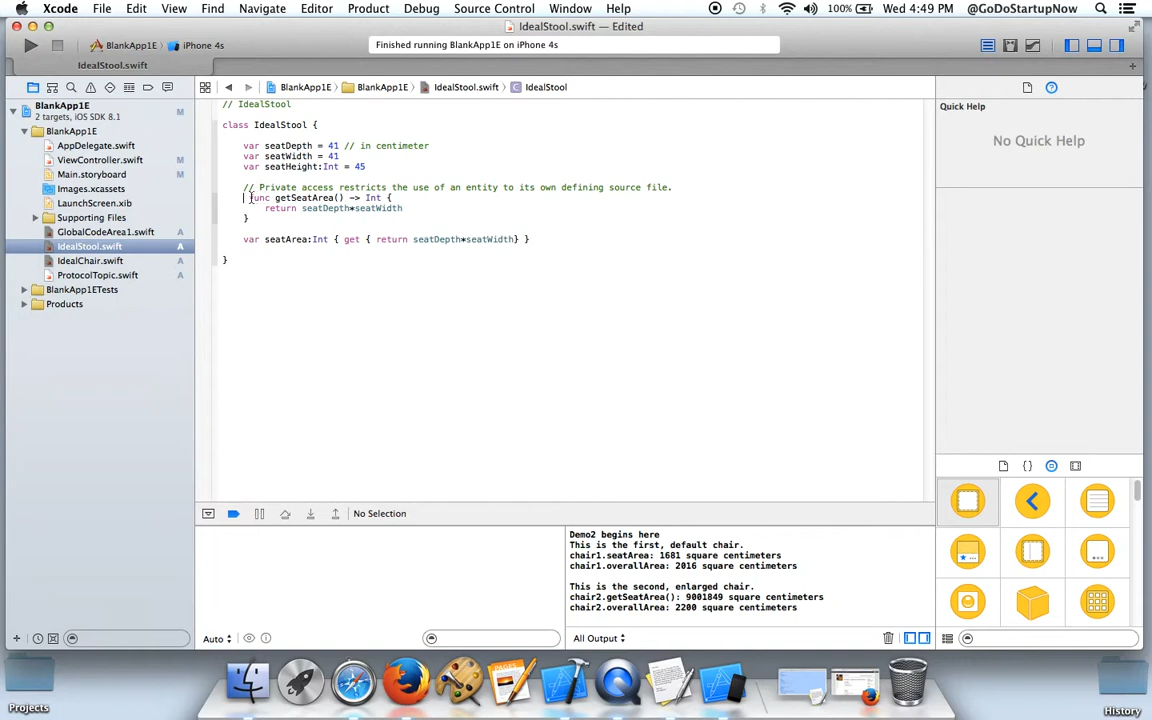 Xcode File Edit View Find Navigate Editor Product Debug Source Control Window Help 100% Wed 4:49 PM @GoDoStartupNow
IdealStool.swift — Edited
BlankApp1E iPhone 4s Finished running BlankApp1E on iPhone 4s
IdealStool.swift
BlankApp1E BlankApp1E IdealStool.swift C IdealStool
BlankApp1E M
2 targets, iOS SDK 8.1
BlankApp1E
AppDelegate.swift
ViewController.swift M
Main.storyboard M
Images.xcassets
LaunchScreen.xib
Supporting Files
GlobalCodeArea1.swift A
IdealStool.swift A
IdealChair.swift A
ProtocolTopic.swift A
BlankApp1ETests
Products
// IdealStool
class IdealStool {
var seatDepth = 41 // in centimeter
var seatWidth = 41
var seatHeight:Int = 45
// Private access restricts the use of an entity to its own defining source file.
func getSeatArea() -> Int {
return seatDepth*seatWidth
}
var seatArea:Int { get { return seatDepth*seatWidth} }
}
Quick Help
No Quick Help
No Selection
Demo2 begins here
This is the first, default chair.
chair1.seatArea: 1681 square centimeters
chair1.overallArea: 2016 square centimeters
This is the second, enlarged chair.
chair2.getSeatArea(): 9001849 square centimeters
chair2.overallArea: 2200 square centimeters
Auto All Output
Projects
History